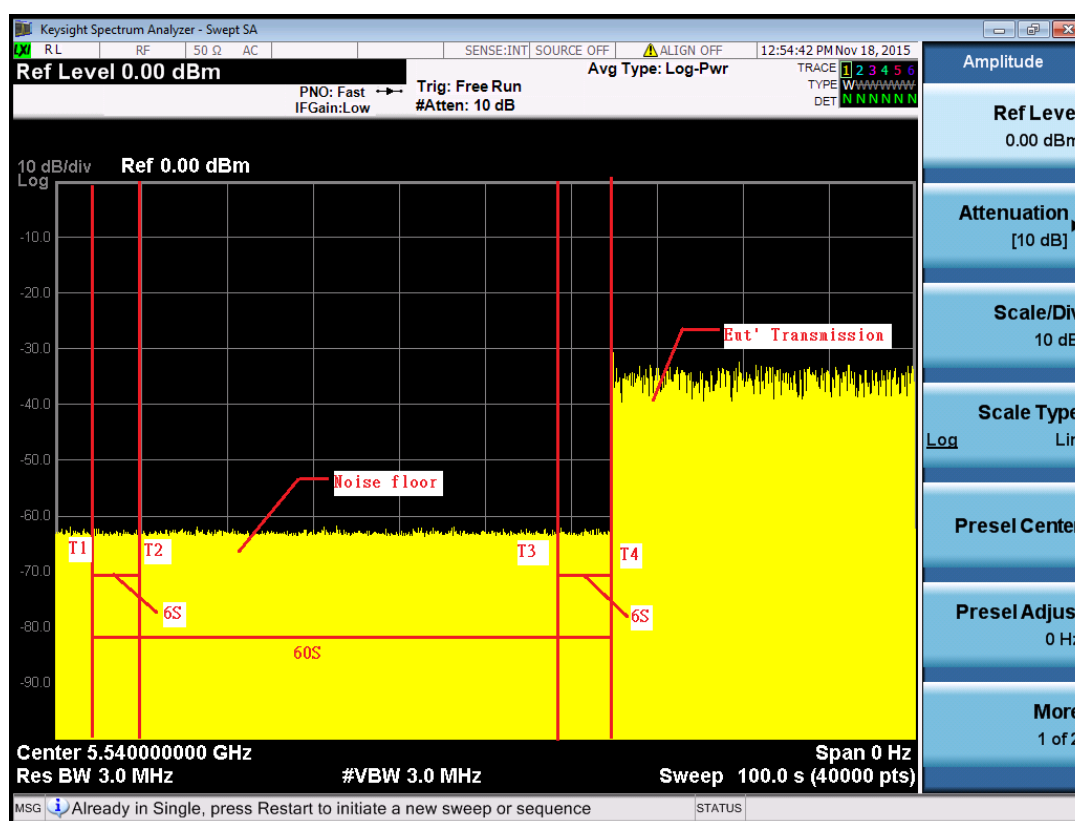 Keysight Spectrum Analyzer - Swept SA
LXI RL RF 50 Ω AC SENSE:INT SOURCE OFF ALIGN OFF 12:54:42 PM Nov 18, 2015
Ref Level 0.00 dBm
PNO: Fast
IFGain:Low
Trig: Free Run
#Atten: 10 dB
Avg Type: Log-Pwr
TRACE 1 2 3 4 5 6
TYPE WWWWWW
DET N N N N N N
10 dB/div Ref 0.00 dBm
Log
-10.0
-20.0
-30.0
-40.0
-50.0
-60.0
-70.0
-80.0
-90.0
Eut' Transmission
Noise floor
T1
T2
T3
T4
6S
6S
60S
Center 5.540000000 GHz Span 0 Hz
Res BW 3.0 MHz #VBW 3.0 MHz Sweep 100.0 s (40000 pts)
MSG Already in Single, press Restart to initiate a new sweep or sequence STATUS
Amplitude
Ref Leve
0.00 dBm
Attenuation
[10 dB]
Scale/Div
10 dB
Scale Type
Log Lin
Presel Center
Presel Adjus
0 Hz
More
1 of 2